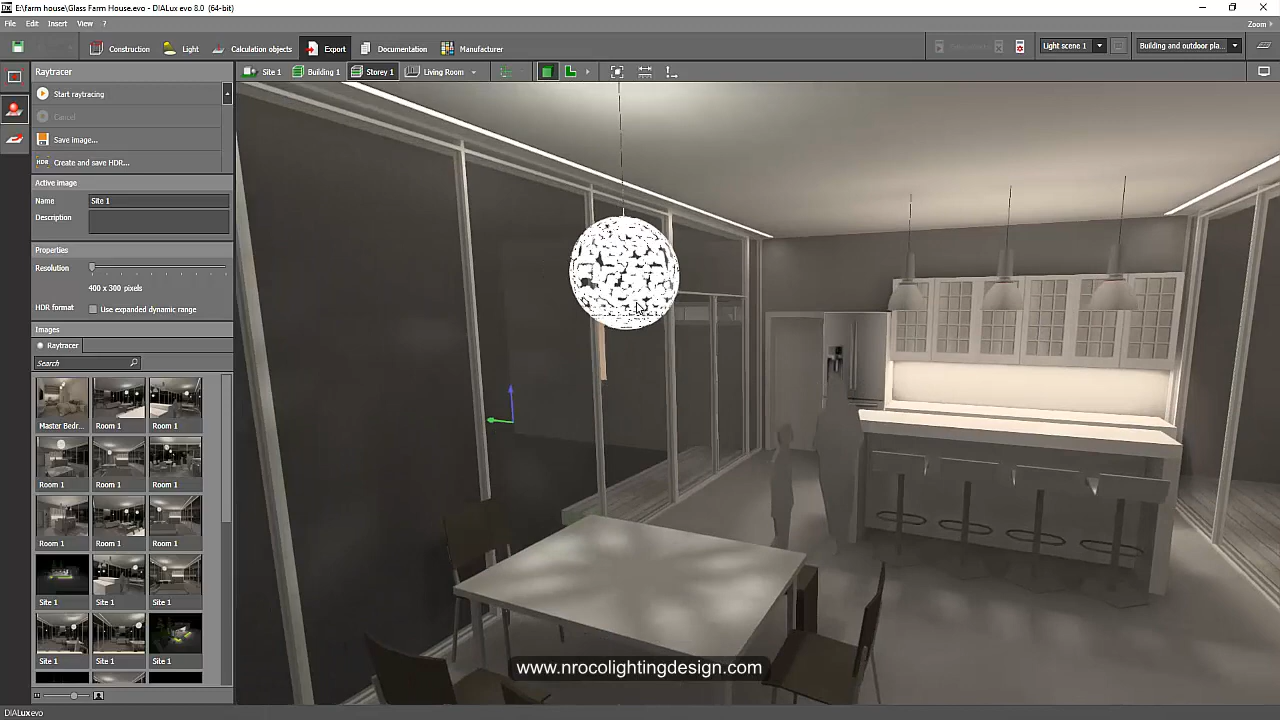 E:\farm house\Glass Farm House.evo - DIALux evo 8.0  (64-bit)
File Edit Insert View ?
Zoom
Construction Light Calculation objects Export Documentation Manufacturer
Light scene 1 Building and outdoor pla...
Raytracer
Site 1 Building 1 Storey 1 Living Room
Start raytracing
Cancel
Save image...
HDR Create and save HDR...
Active image
Name Site 1
Description
Properties
Resolution
400 x 300 pixels
HDR format Use expanded dynamic range
Images
Raytracer
Search
Master Bedr... Room 1 Room 1
Room 1 Room 1 Room 1
Room 1 Room 1 Room 1
Site 1 Site 1 Site 1
Site 1 Site 1 Site 1
www.nrocolightingdesign.com
DIALux evo